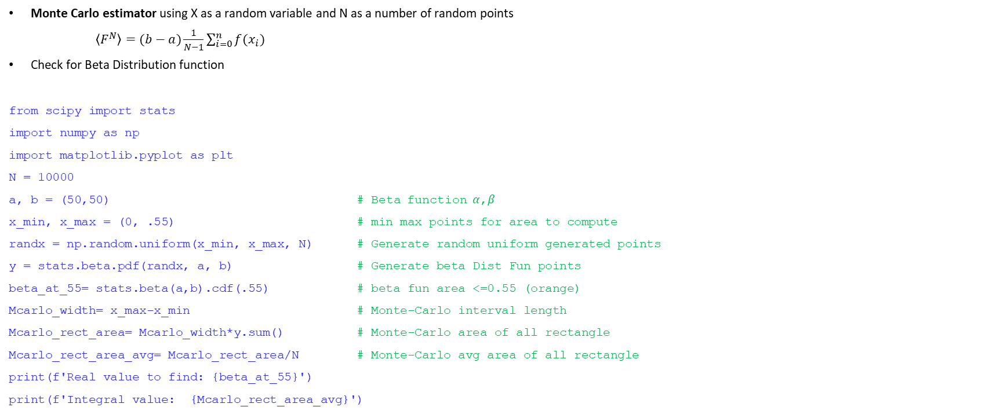 • Monte Carlo estimator using X as a random variable and N as a number of random points
⟨F^N⟩ = (b − a) 1/(N−1) ∑_{i=0}^{n} f(x_i)
• Check for Beta Distribution function
from scipy import stats
import numpy as np
import matplotlib.pyplot as plt
N = 10000
a, b = (50,50) # Beta function α,β
x_min, x_max = (0, .55) # min max points for area to compute
randx = np.random.uniform(x_min, x_max, N) # Generate random uniform generated points
y = stats.beta.pdf(randx, a, b) # Generate beta Dist Fun points
beta_at_55= stats.beta(a,b).cdf(.55) # beta fun area <=0.55 (orange)
Mcarlo_width= x_max-x_min # Monte-Carlo interval length
Mcarlo_rect_area= Mcarlo_width*y.sum() # Monte-Carlo area of all rectangle
Mcarlo_rect_area_avg= Mcarlo_rect_area/N # Monte-Carlo avg area of all rectangle
print(f'Real value to find: {beta_at_55}')
print(f'Integral value:  {Mcarlo_rect_area_avg}')